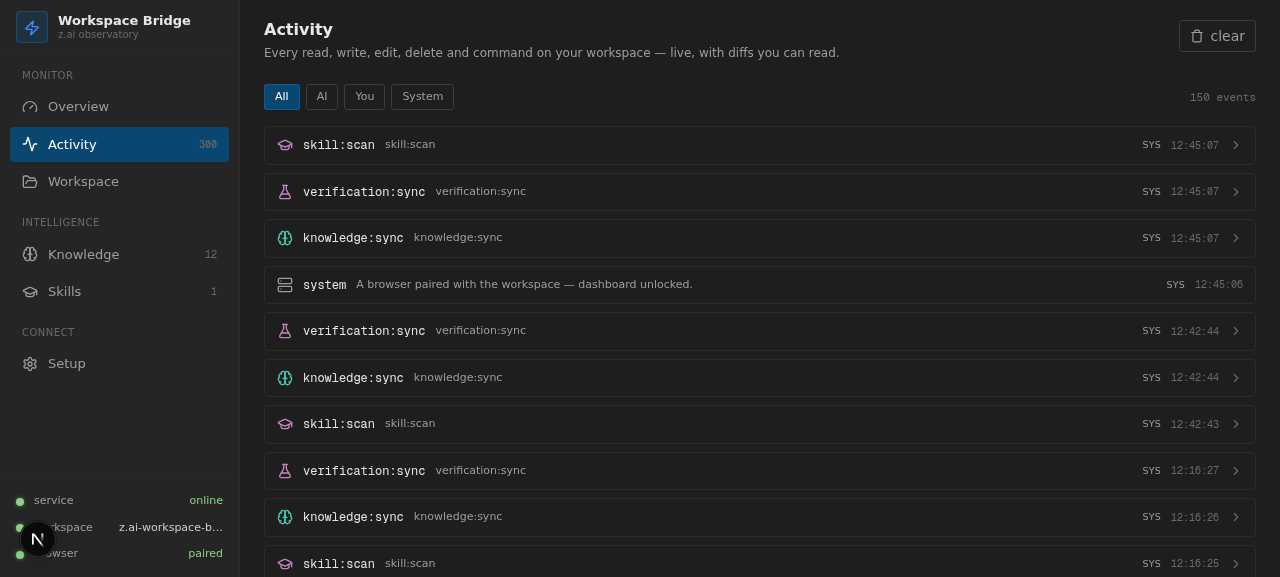 Workspace Bridge
z.ai observatory
MONITOR
Overview
Activity 300
Workspace
INTELLIGENCE
Knowledge 12
Skills 1
CONNECT
Setup
service online
kspace z.ai-workspace-b...
wser paired
N
Activity
Every read, write, edit, delete and command on your workspace — live, with diffs you can read.
clear
All AI You System 150 events
skill:scan skill:scan SYS 12:45:07
verification:sync verification:sync SYS 12:45:07
knowledge:sync knowledge:sync SYS 12:45:07
system A browser paired with the workspace — dashboard unlocked. SYS 12:45:06
verification:sync verification:sync SYS 12:42:44
knowledge:sync knowledge:sync SYS 12:42:44
skill:scan skill:scan SYS 12:42:43
verification:sync verification:sync SYS 12:16:27
knowledge:sync knowledge:sync SYS 12:16:26
skill:scan skill:scan SYS 12:16:25